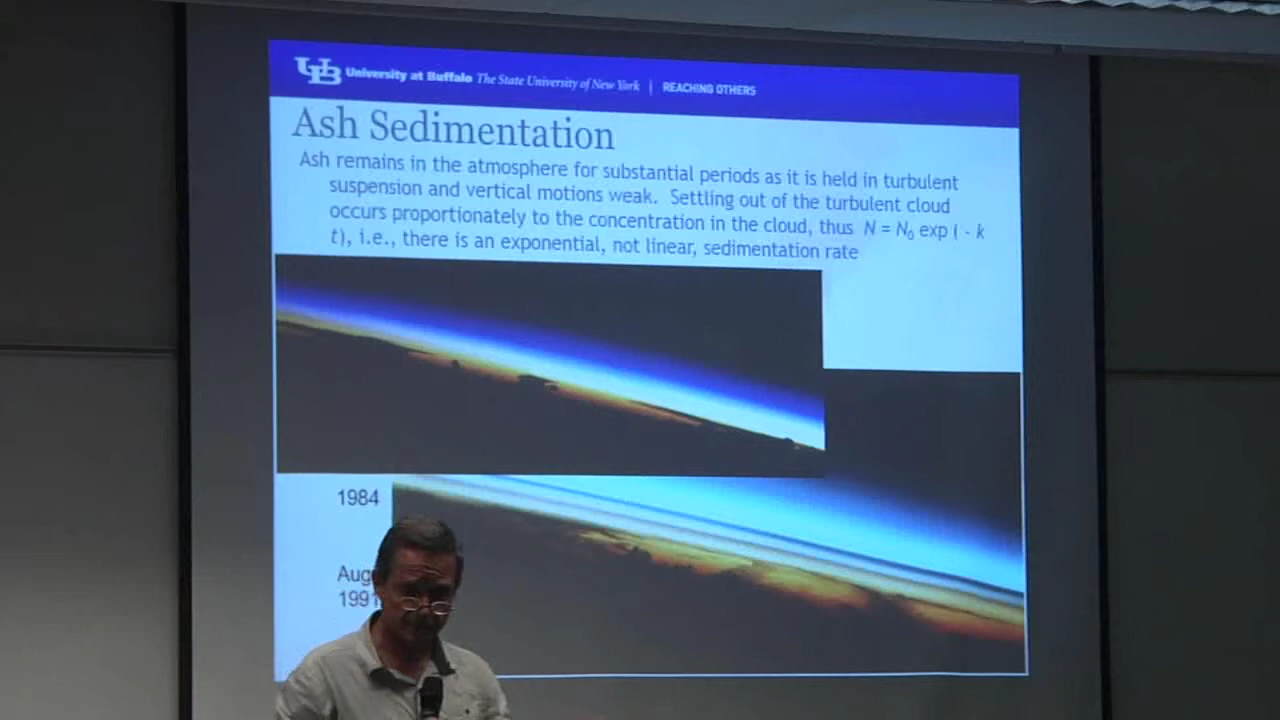 UB University at Buffalo The State University of New York | REACHING OTHERS
Ash Sedimentation
Ash remains in the atmosphere for substantial periods as it is held in turbulent
suspension and vertical motions weak. Settling out of the turbulent cloud
occurs proportionately to the concentration in the cloud, thus N = N₀ exp ( - k
t), i.e., there is an exponential, not linear, sedimentation rate
1984
Aug
1991